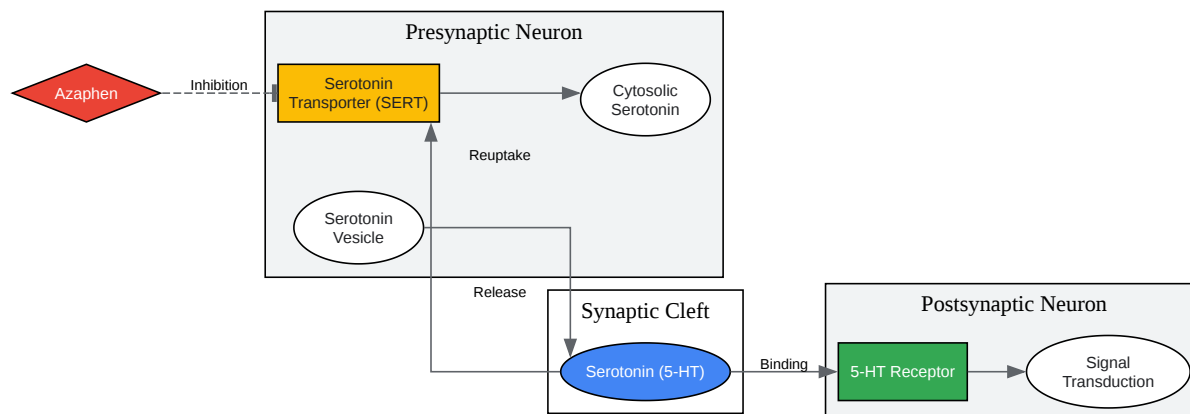 Presynaptic Neuron
Azaphen
Inhibition
Serotonin
Transporter (SERT)
Cytosolic
Serotonin
Reuptake
Serotonin
Vesicle
Release
Synaptic Cleft
Serotonin (5-HT)
Binding
Postsynaptic Neuron
5-HT Receptor
Signal
Transduction